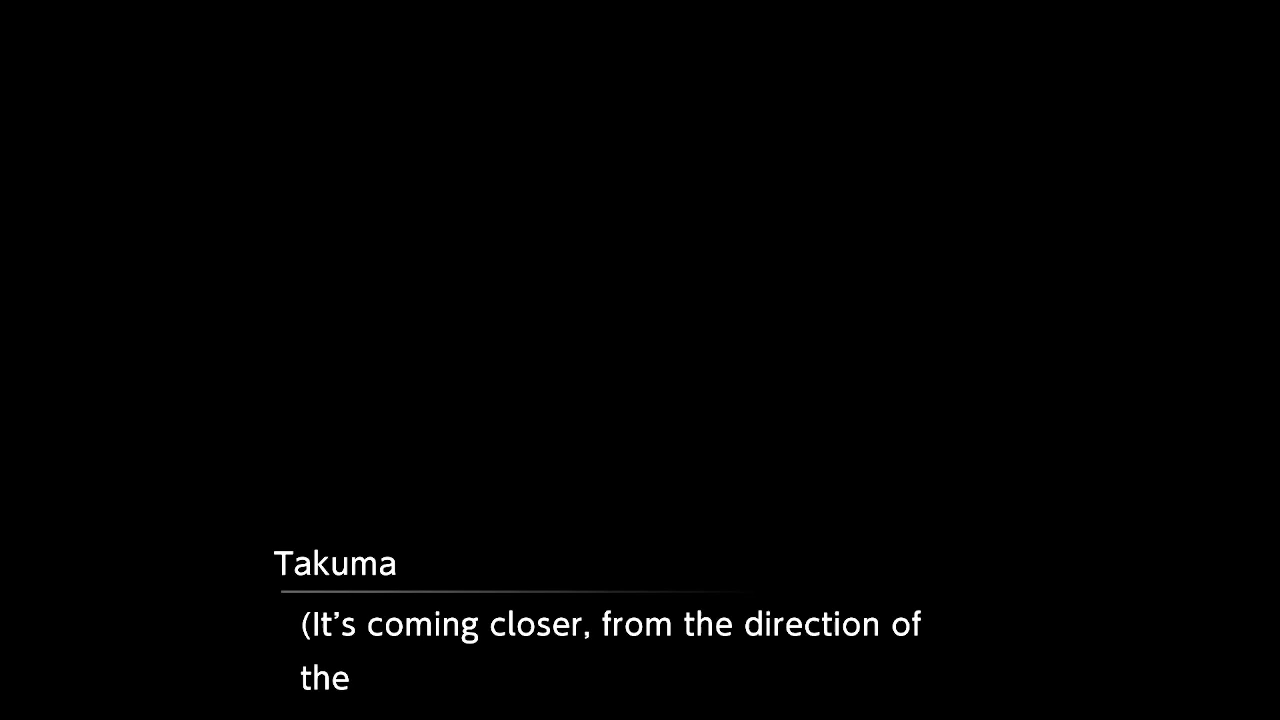 Takuma
(It’s coming closer, from the direction of
the